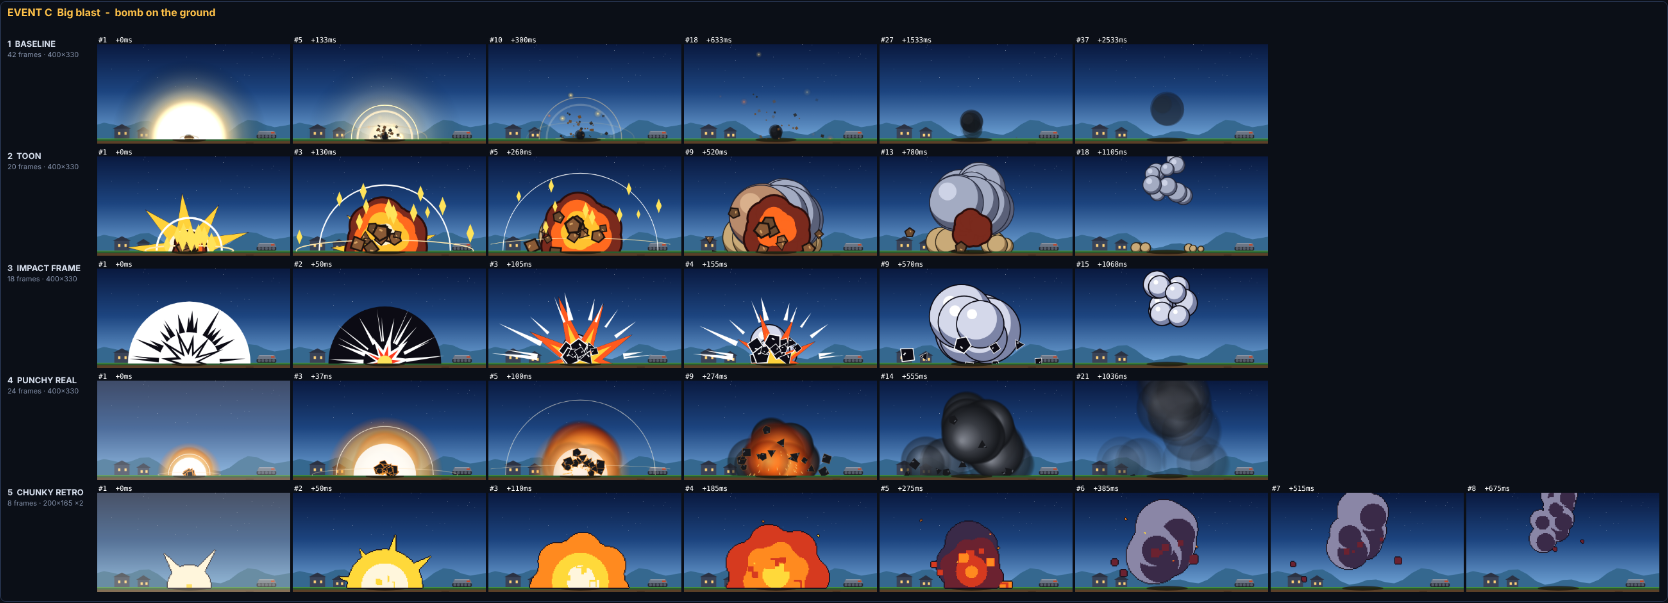 EVENT C Big blast - bomb on the ground
1 BASELINE
42 frames · 400×330
#1 +0ms
#5 +133ms
#10 +300ms
#18 +633ms
#27 +1533ms
#37 +2533ms
2 TOON
20 frames · 400×330
#1 +0ms
#3 +130ms
#5 +260ms
#9 +520ms
#13 +780ms
#18 +1105ms
3 IMPACT FRAME
18 frames · 400×330
#1 +0ms
#2 +50ms
#3 +105ms
#4 +155ms
#9 +570ms
#15 +1060ms
4 PUNCHY REAL
24 frames · 400×330
#1 +0ms
#3 +37ms
#5 +100ms
#9 +274ms
#14 +555ms
#21 +1036ms
5 CHUNKY RETRO
8 frames · 200×165 ×2
#1 +0ms
#2 +50ms
#3 +110ms
#4 +185ms
#5 +275ms
#6 +385ms
#7 +515ms
#8 +675ms